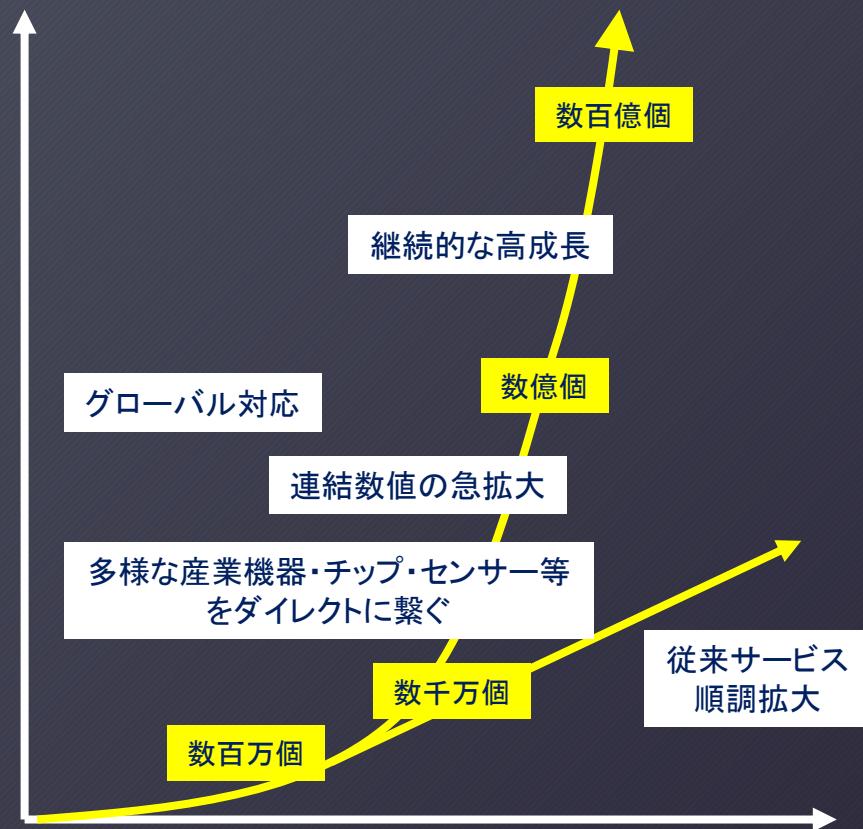 数百億個
継続的な高成長
数億個
グローバル対応
連結数値の急拡大
多様な産業機器・チップ・センサー等
をダイレクトに繋ぐ
従来サービス
順調拡大
数千万個
数百万個